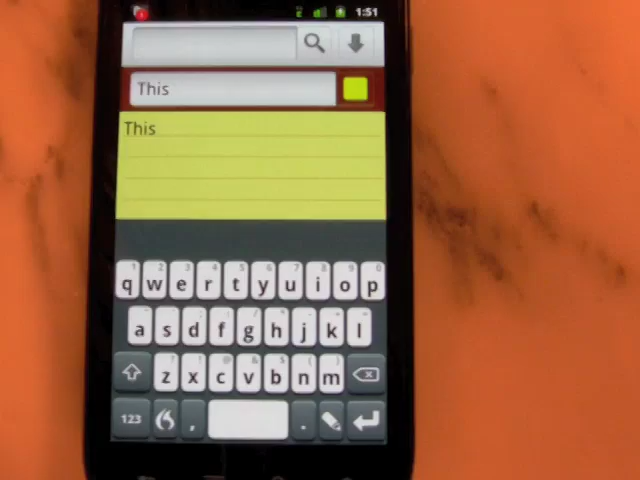 1:51
This
This
q w e r t y u i o p
a s d f g h j k l
z x c v b n m
123 , .